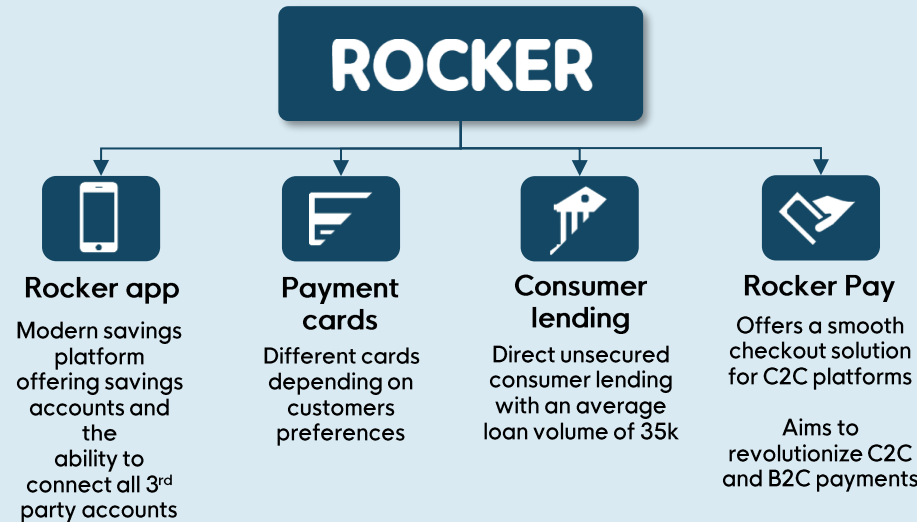 ROCKER
Rocker app
Modern savings
platform
offering savings
accounts and
the
ability to
connect all 3rd
party accounts
Payment
cards
Different cards
depending on
customers
preferences
Consumer
lending
Direct unsecured
consumer lending
with an average
loan volume of 35k
Rocker Pay
Offers a smooth
checkout solution
for C2C platforms
Aims to
revolutionize C2C
and B2C payments